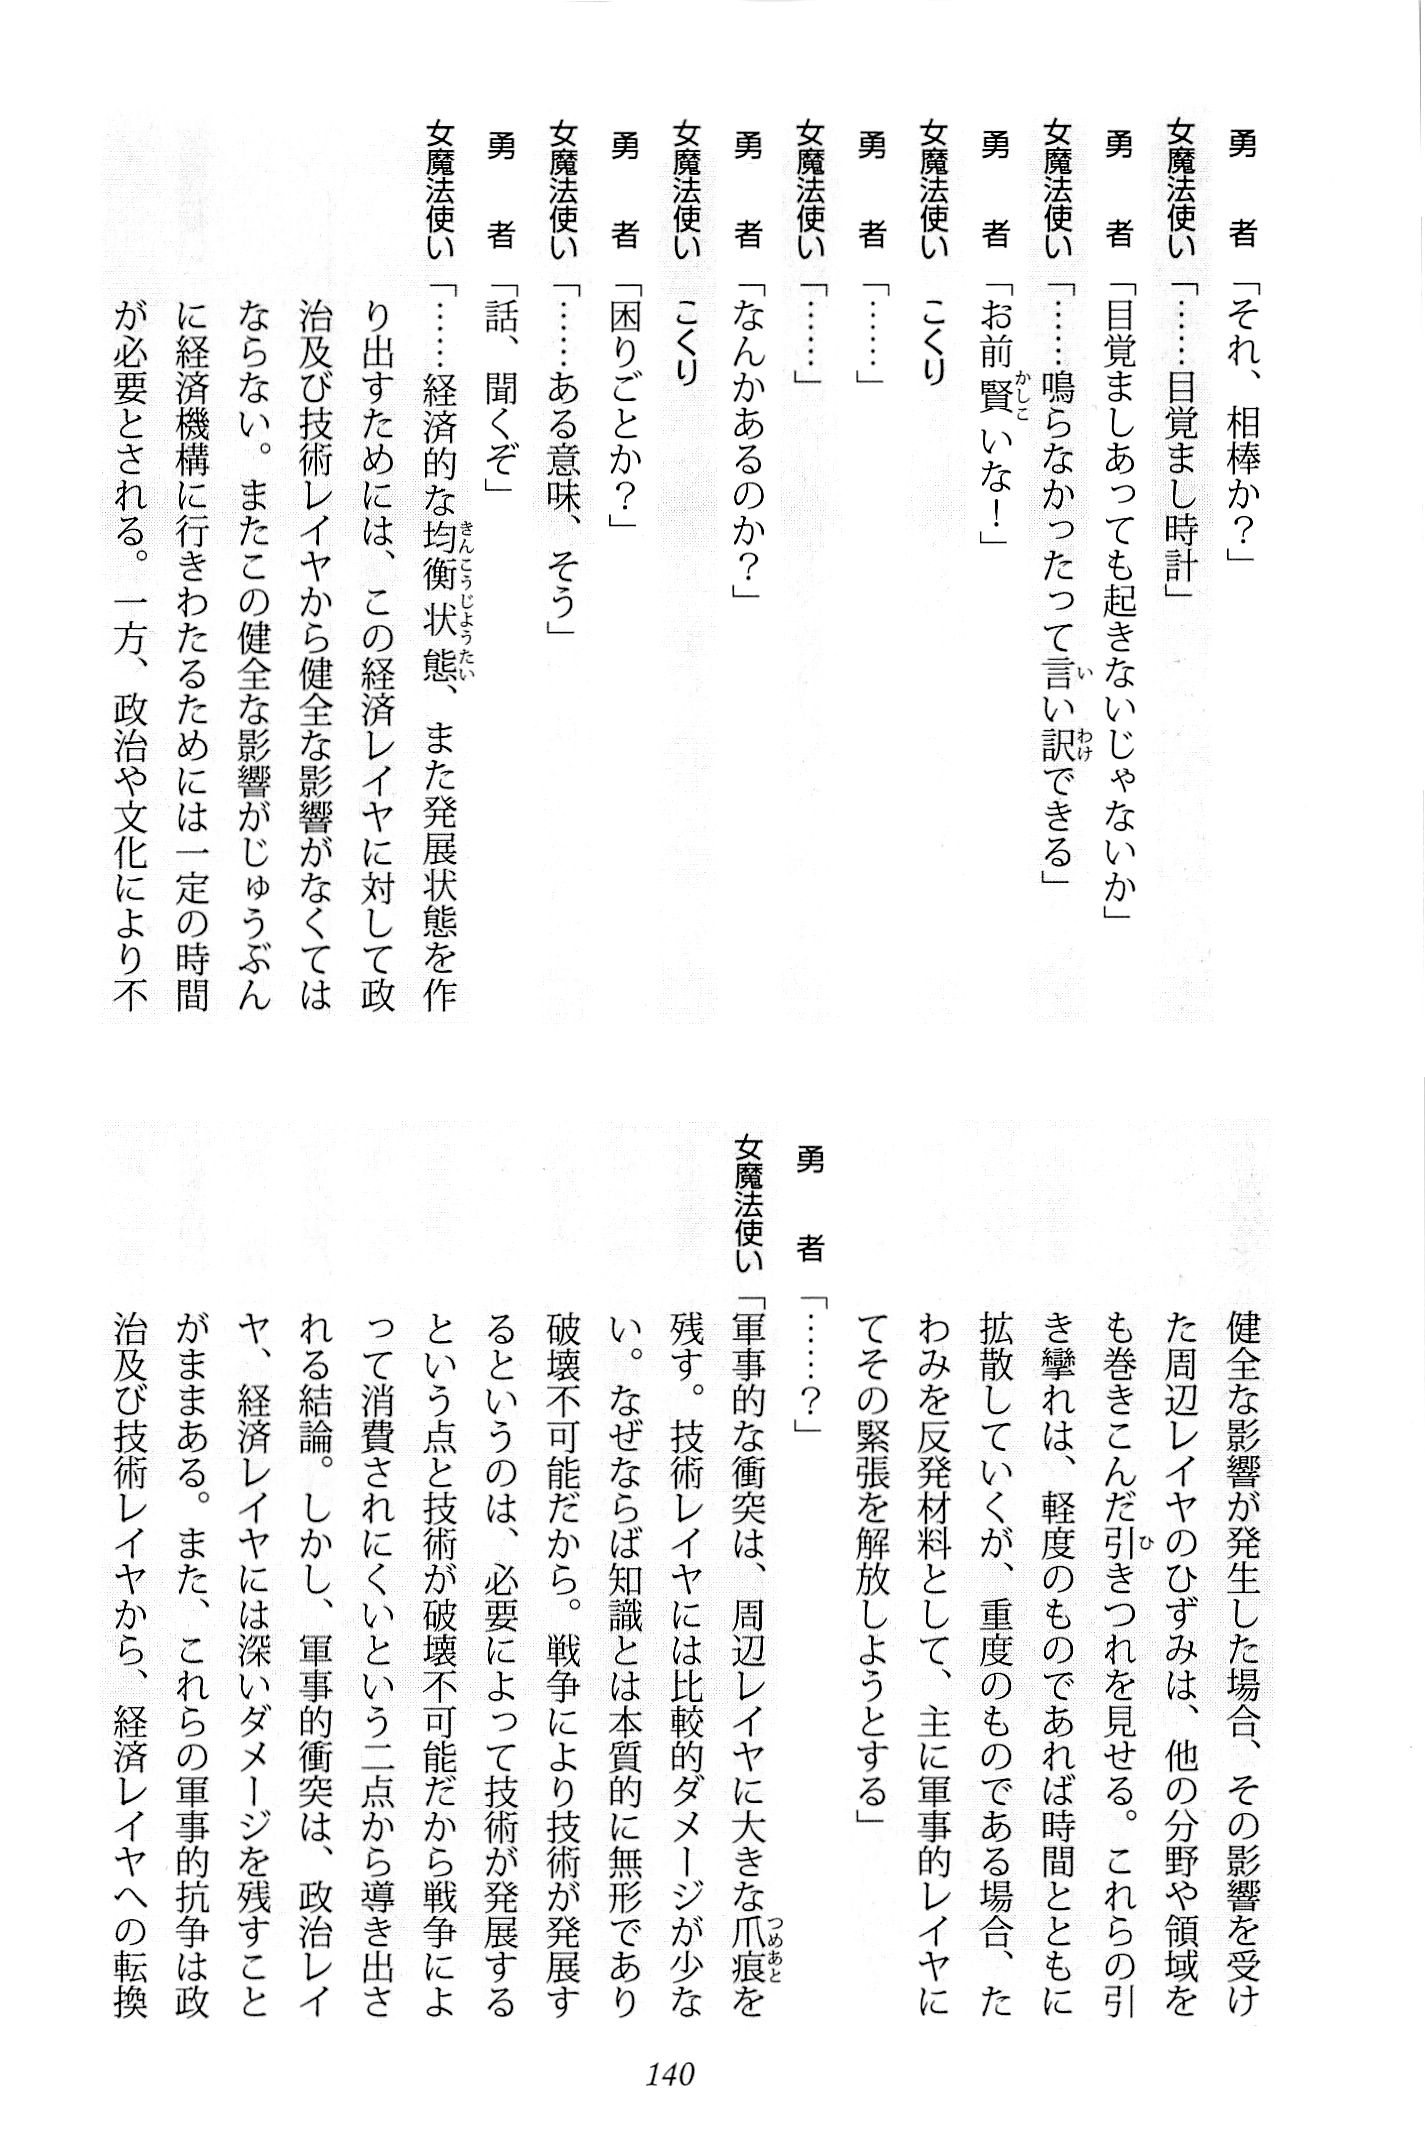 勇者「それ、相棒か？」
女魔法使い「……目覚まし時計」
勇者「目覚ましあっても起きないじゃないか」
女魔法使い「……鳴らなかったって言い訳できる」
勇者「お前賢いな！」
女魔法使い　こくり
勇者「……」
女魔法使い「……」
勇者「なんかあるのか？」
女魔法使い　こくり
勇者「困りごとか？」
女魔法使い「……ある意味、そう」
勇者「話、聞くぞ」
女魔法使い「……経済的な均衡状態、また発展状態を作
り出すためには、この経済レイヤに対して政
治及び技術レイヤから健全な影響がなくては
ならない。またこの健全な影響がじゅうぶん
に経済機構に行きわたるためには一定の時間
が必要とされる。一方、政治や文化により不
健全な影響が発生した場合、その影響を受け
た周辺レイヤのひずみは、他の分野や領域を
も巻きこんだ引きつれを見せる。これらの引
き攣れは、軽度のものであれば時間とともに
拡散していくが、重度のものである場合、た
わみを反発材料として、主に軍事的レイヤに
てその緊張を解放しようとする」
勇者「……？」
女魔法使い「軍事的な衝突は、周辺レイヤに大きな爪痕を
残す。技術レイヤには比較的ダメージが少な
い。なぜならば知識とは本質的に無形であり
破壊不可能だから。戦争により技術が発展す
るというのは、必要によって技術が発展する
という点と技術が破壊不可能だから戦争によ
って消費されにくいという二点から導き出さ
れる結論。しかし、軍事的衝突は、政治レイ
ヤ、経済レイヤには深いダメージを残すこと
がままある。また、これらの軍事的抗争は政
治及び技術レイヤから、経済レイヤへの転換
140